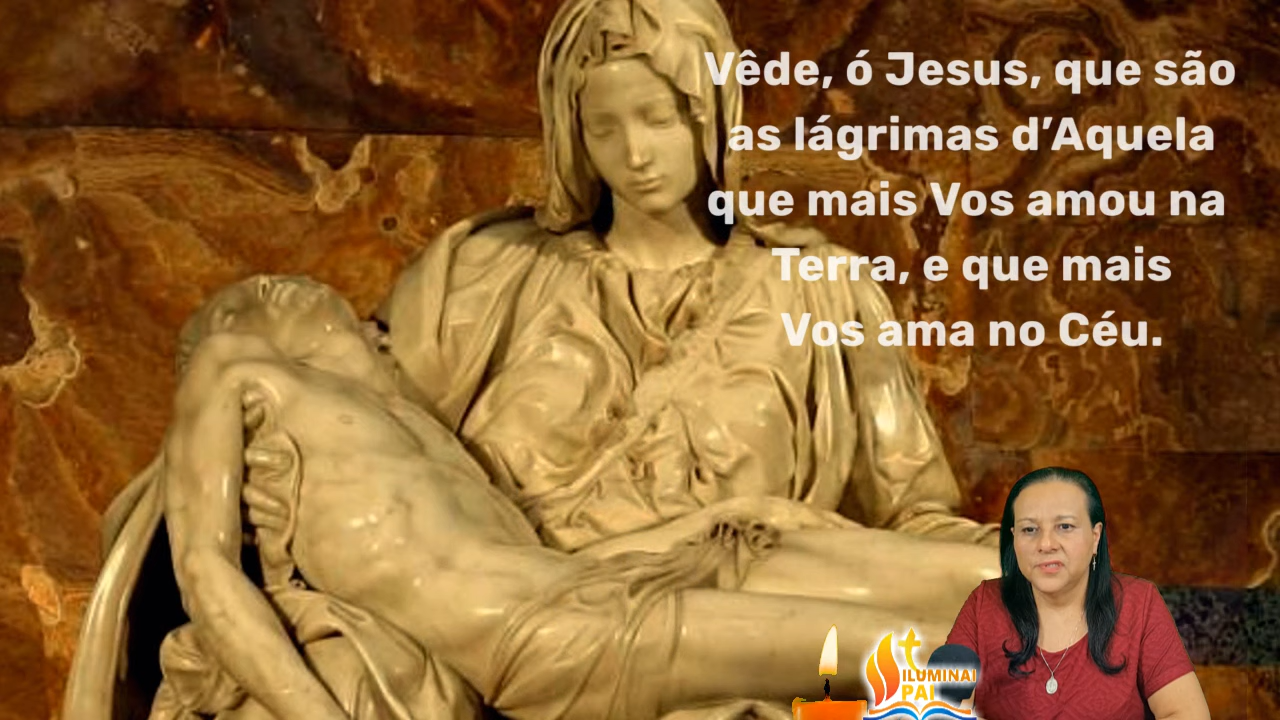 Vêde, ó Jesus, que são
as lágrimas d’Aquela
que mais Vos amou na
Terra, e que mais
Vos ama no Céu.
ILUMINAI
PAI